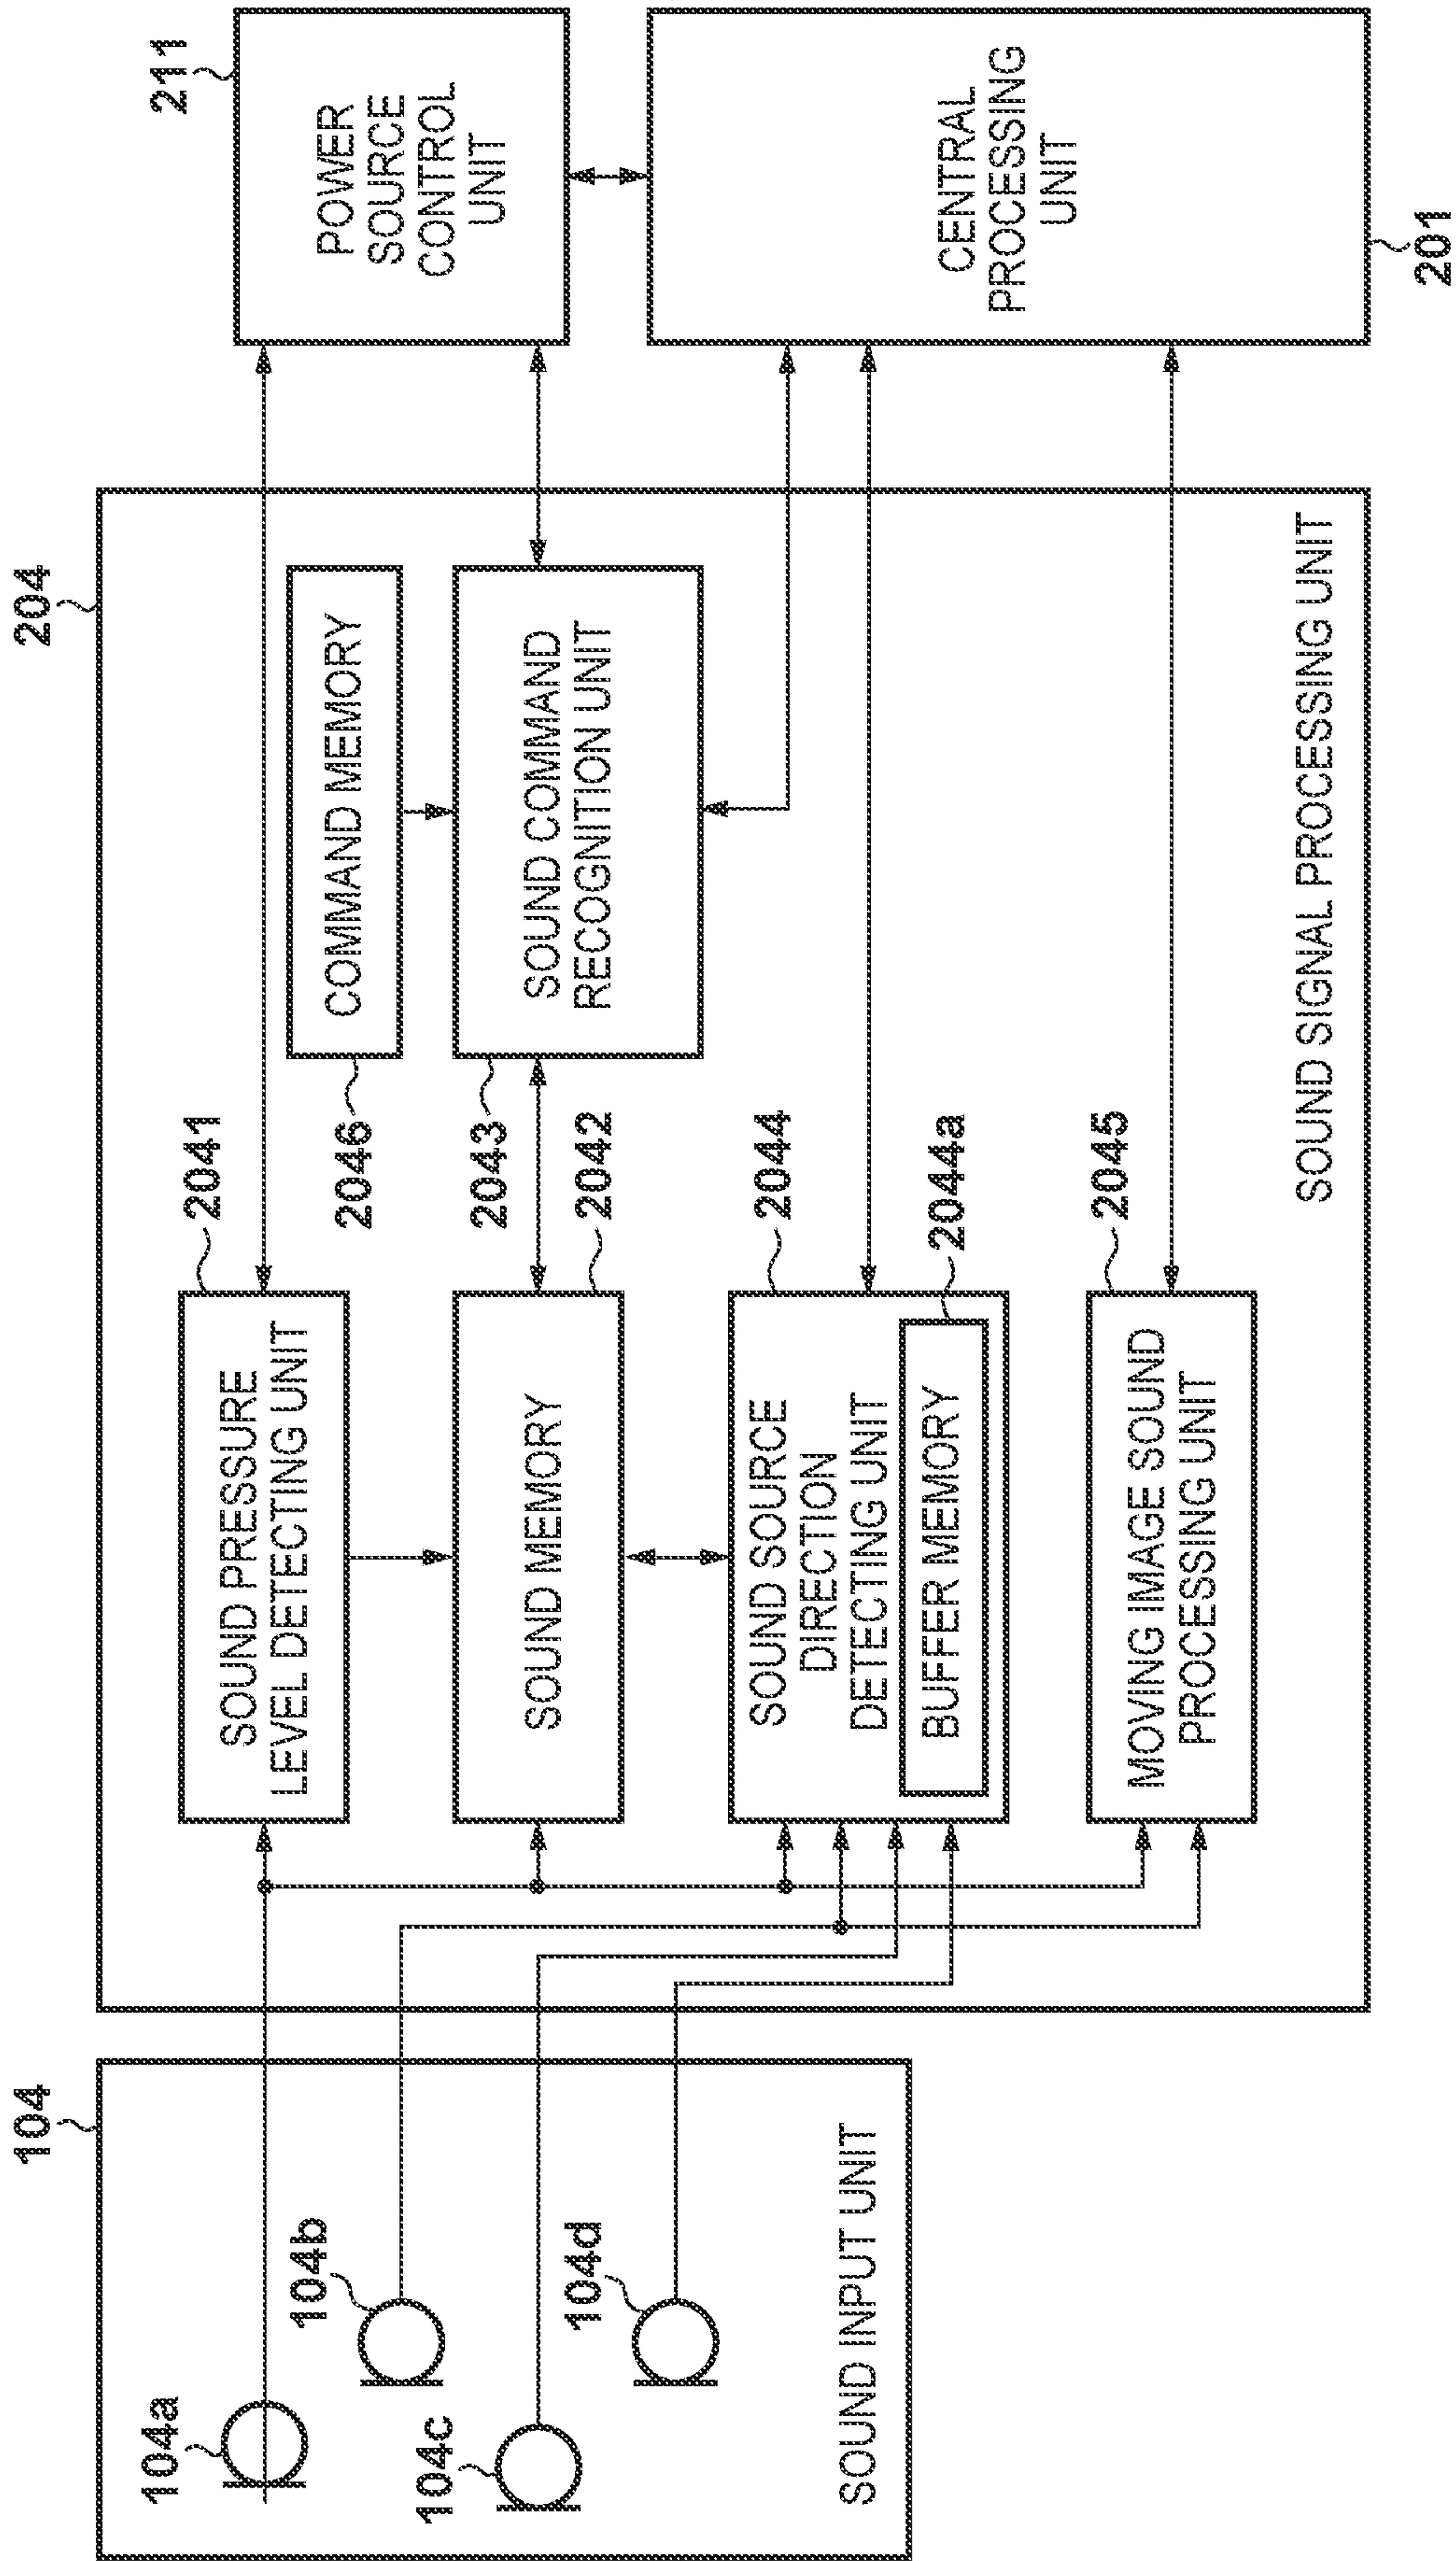 104
104a
104b
104c
104d
SOUND INPUT UNIT
204
2041
SOUND PRESSURE
LEVEL DETECTING UNIT
2046
COMMAND MEMORY
2043
SOUND COMMAND
RECOGNITION UNIT
2042
SOUND MEMORY
2044
SOUND SOURCE
DIRECTION
DETECTING UNIT
2044a
BUFFER MEMORY
2045
MOVING IMAGE SOUND
PROCESSING UNIT
SOUND SIGNAL PROCESSING UNIT
211
POWER
SOURCE
CONTROL
UNIT
CENTRAL
PROCESSING
UNIT
201